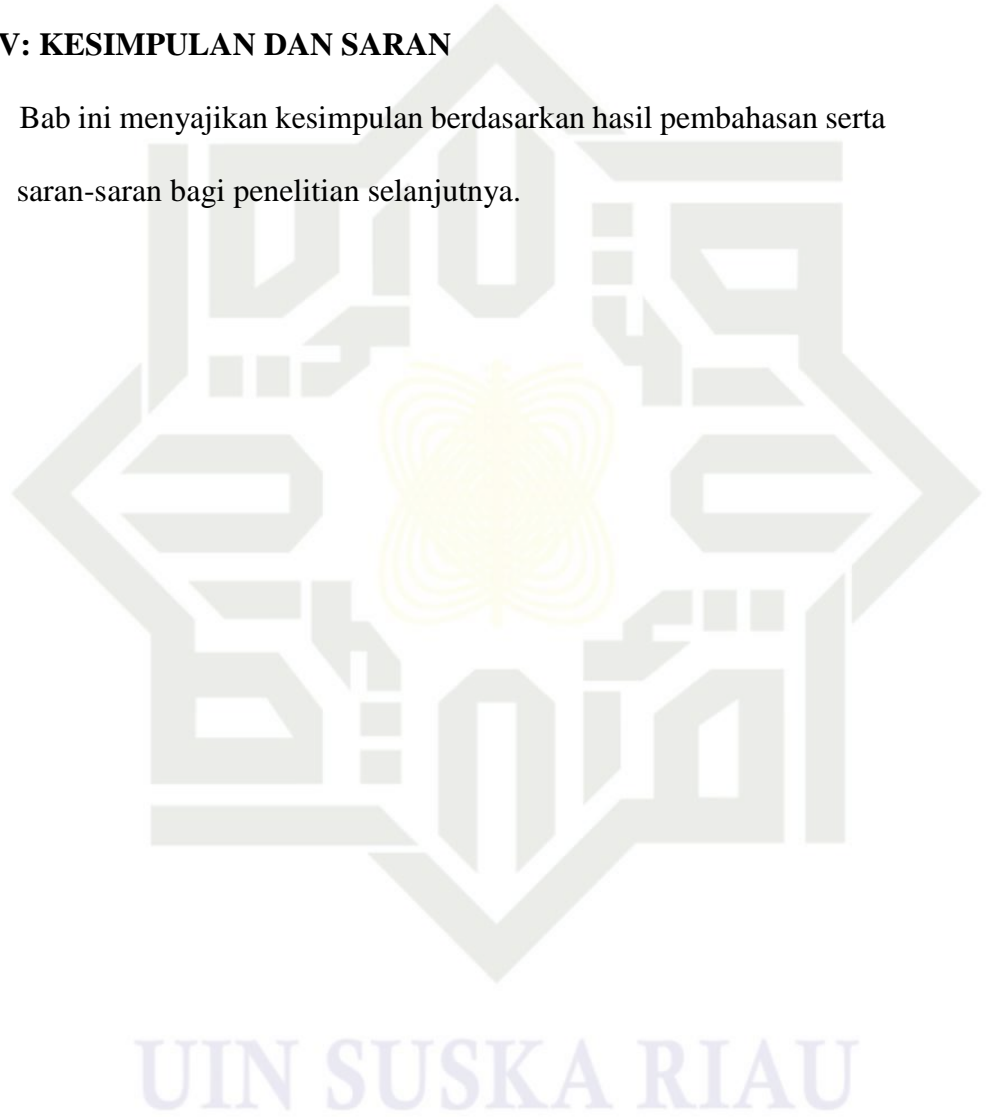 V: KESIMPULAN DAN SARAN
Bab ini menyajikan kesimpulan berdasarkan hasil pembahasan serta
saran-saran bagi penelitian selanjutnya.
UIN SUSKA RIAU